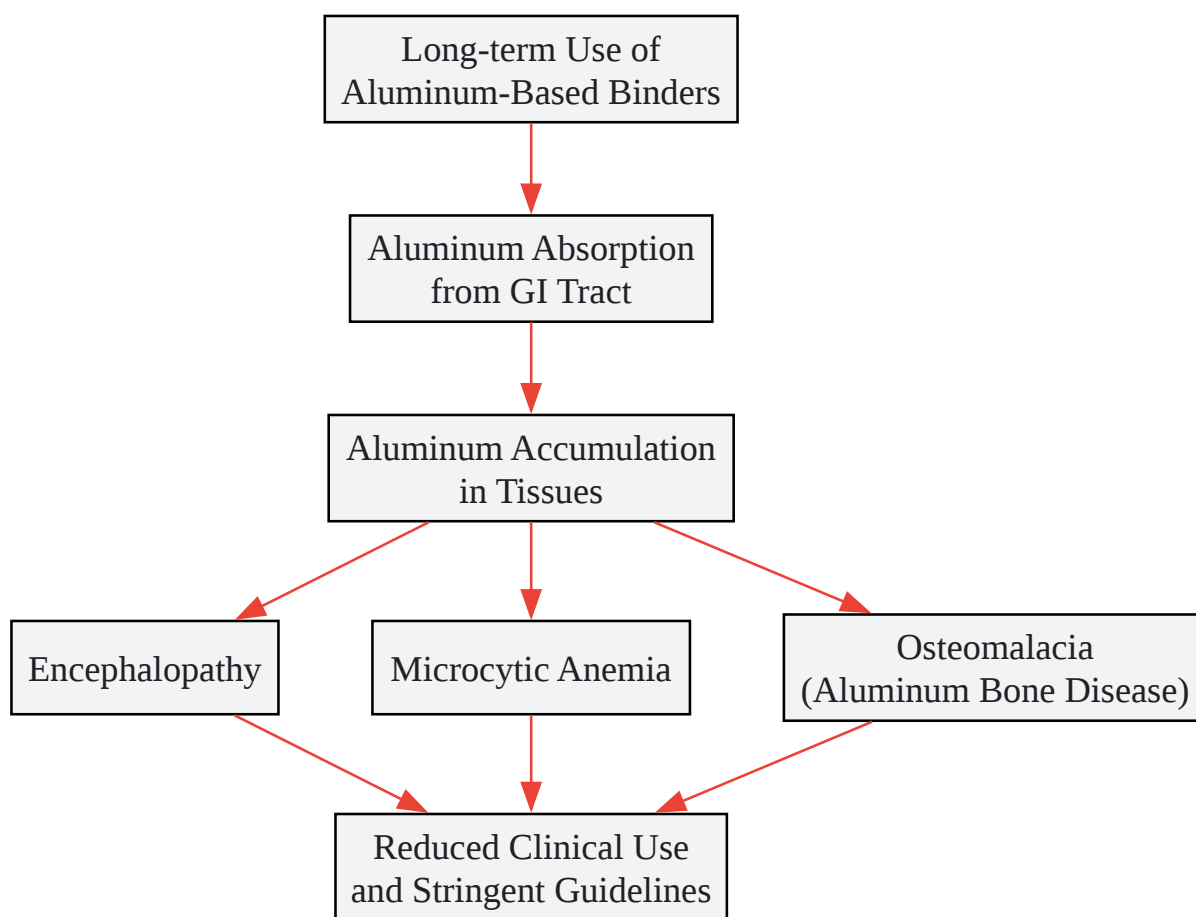 Long-term Use of
Aluminum-Based Binders
Aluminum Absorption
from GI Tract
Aluminum Accumulation
in Tissues
Encephalopathy
Microcytic Anemia
Osteomalacia
(Aluminum Bone Disease)
Reduced Clinical Use
and Stringent Guidelines